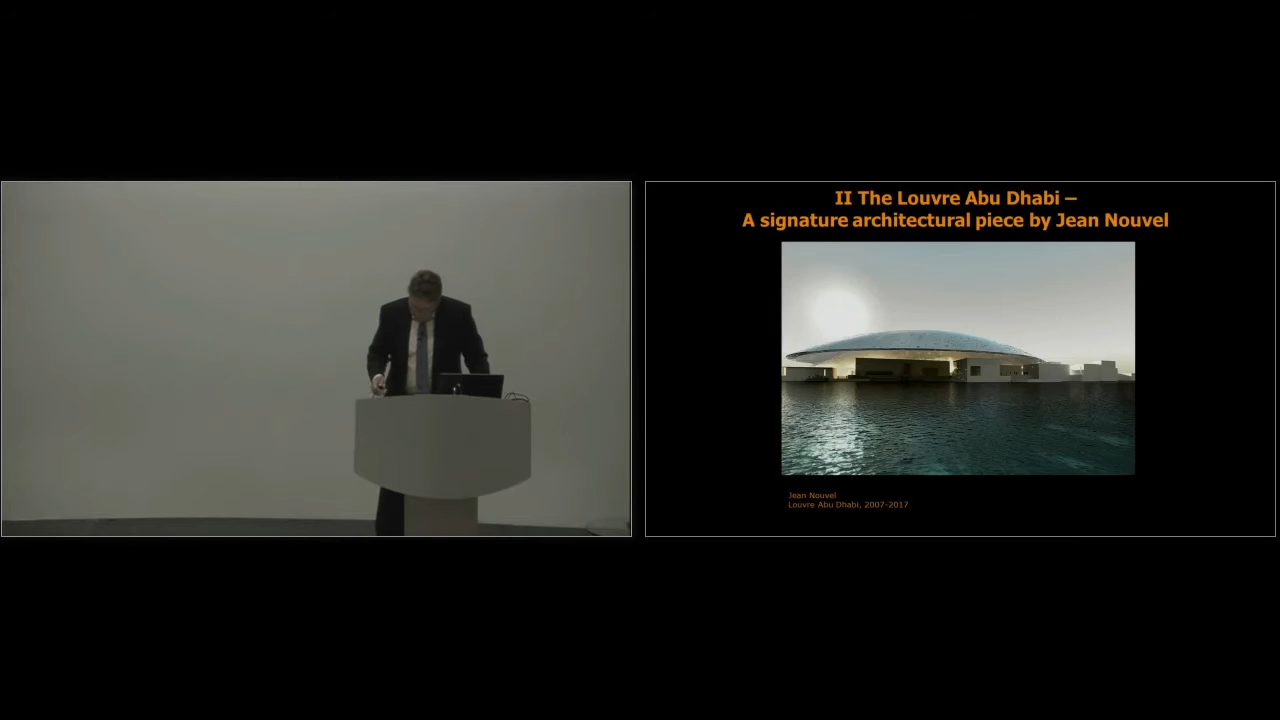 II The Louvre Abu Dhabi –
A signature architectural piece by Jean Nouvel
Jean Nouvel
Louvre Abu Dhabi, 2007-2017